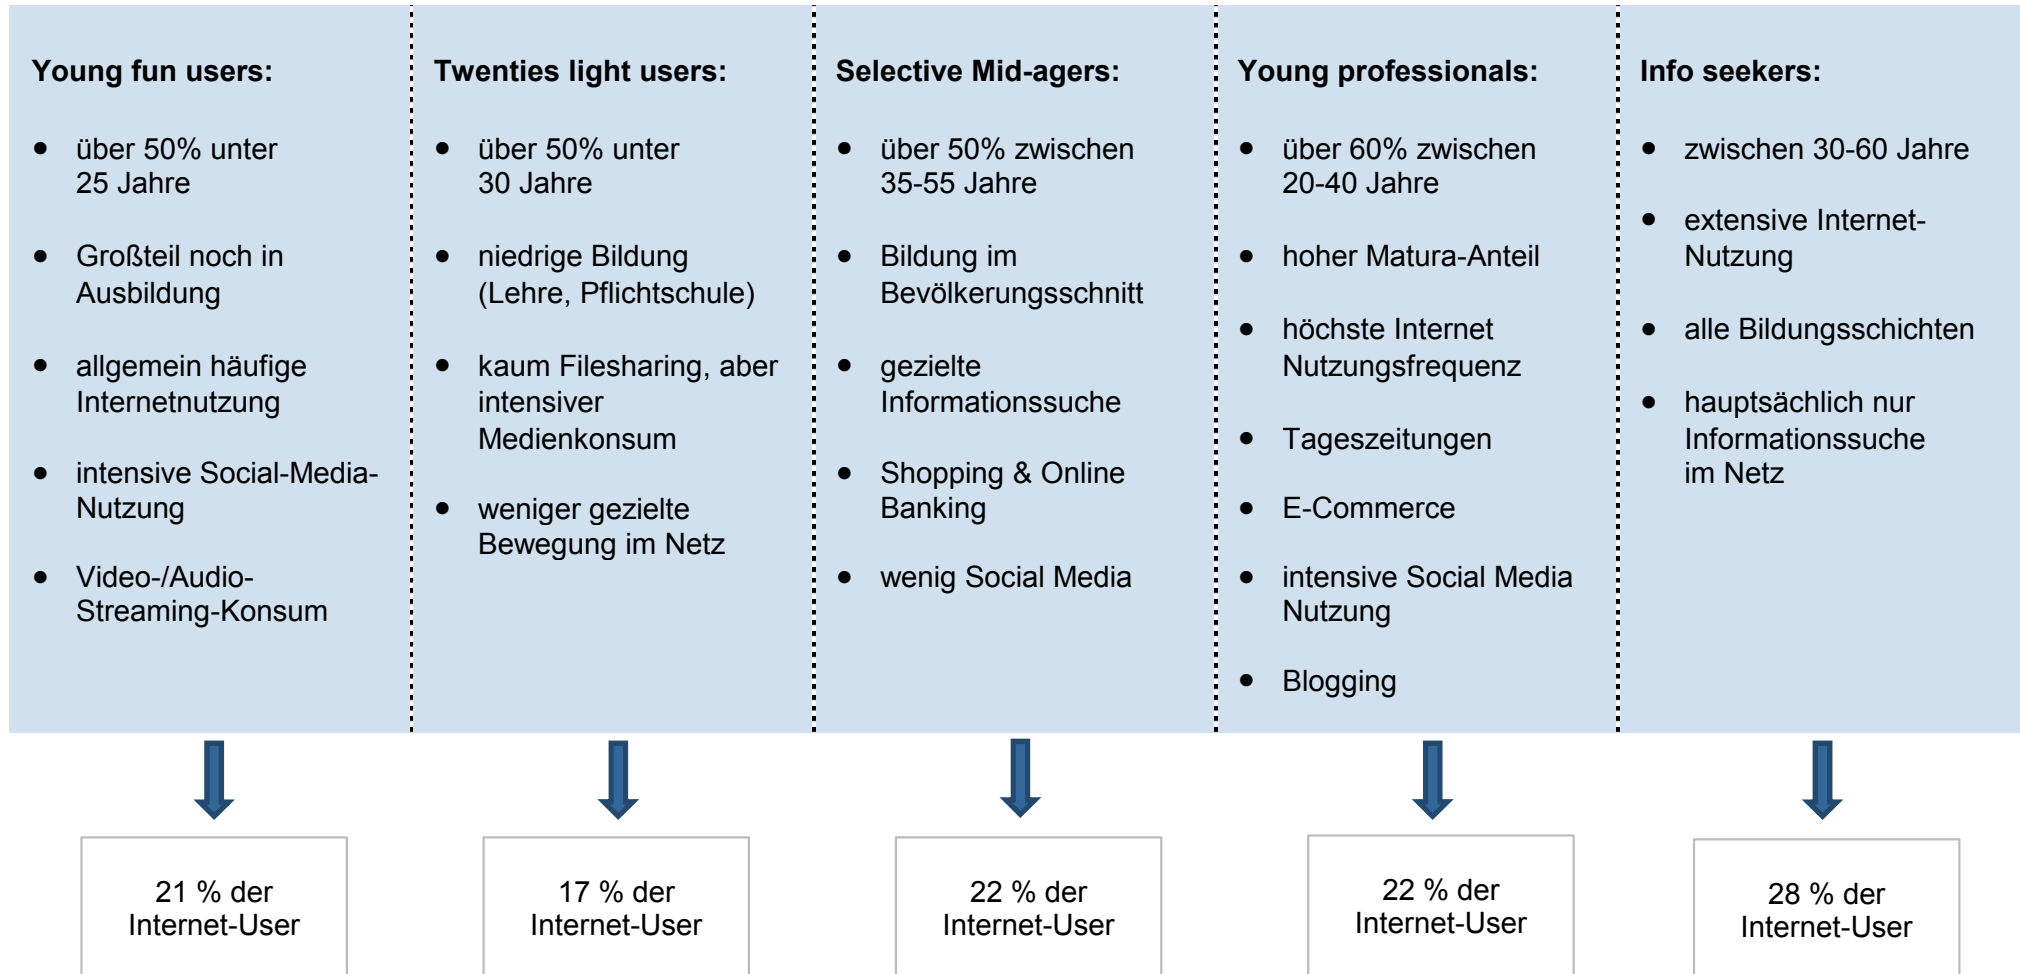 Young fun users:
• über 50% unter
25 Jahre
• Großteil noch in
Ausbildung
• allgemein häufige
Internetnutzung
• intensive Social-Media-
Nutzung
• Video-/Audio-
Streaming-Konsum
21 % der
Internet-User
Twenties light users:
• über 50% unter
30 Jahre
• niedrige Bildung
(Lehre, Pflichtschule)
• kaum Filesharing, aber
intensiver
Medienkonsum
• weniger gezielte
Bewegung im Netz
17 % der
Internet-User
Selective Mid-agers:
• über 50% zwischen
35-55 Jahre
• Bildung im
Bevölkerungsschnitt
• gezielte
Informationssuche
• Shopping & Online
Banking
• wenig Social Media
22 % der
Internet-User
Young professionals:
• über 60% zwischen
20-40 Jahre
• hoher Matura-Anteil
• höchste Internet
Nutzungsfrequenz
• Tageszeitungen
• E-Commerce
• intensive Social Media
Nutzung
• Blogging
22 % der
Internet-User
Info seekers:
• zwischen 30-60 Jahre
• extensive Internet-
Nutzung
• alle Bildungsschichten
• hauptsächlich nur
Informationssuche
im Netz
28 % der
Internet-User